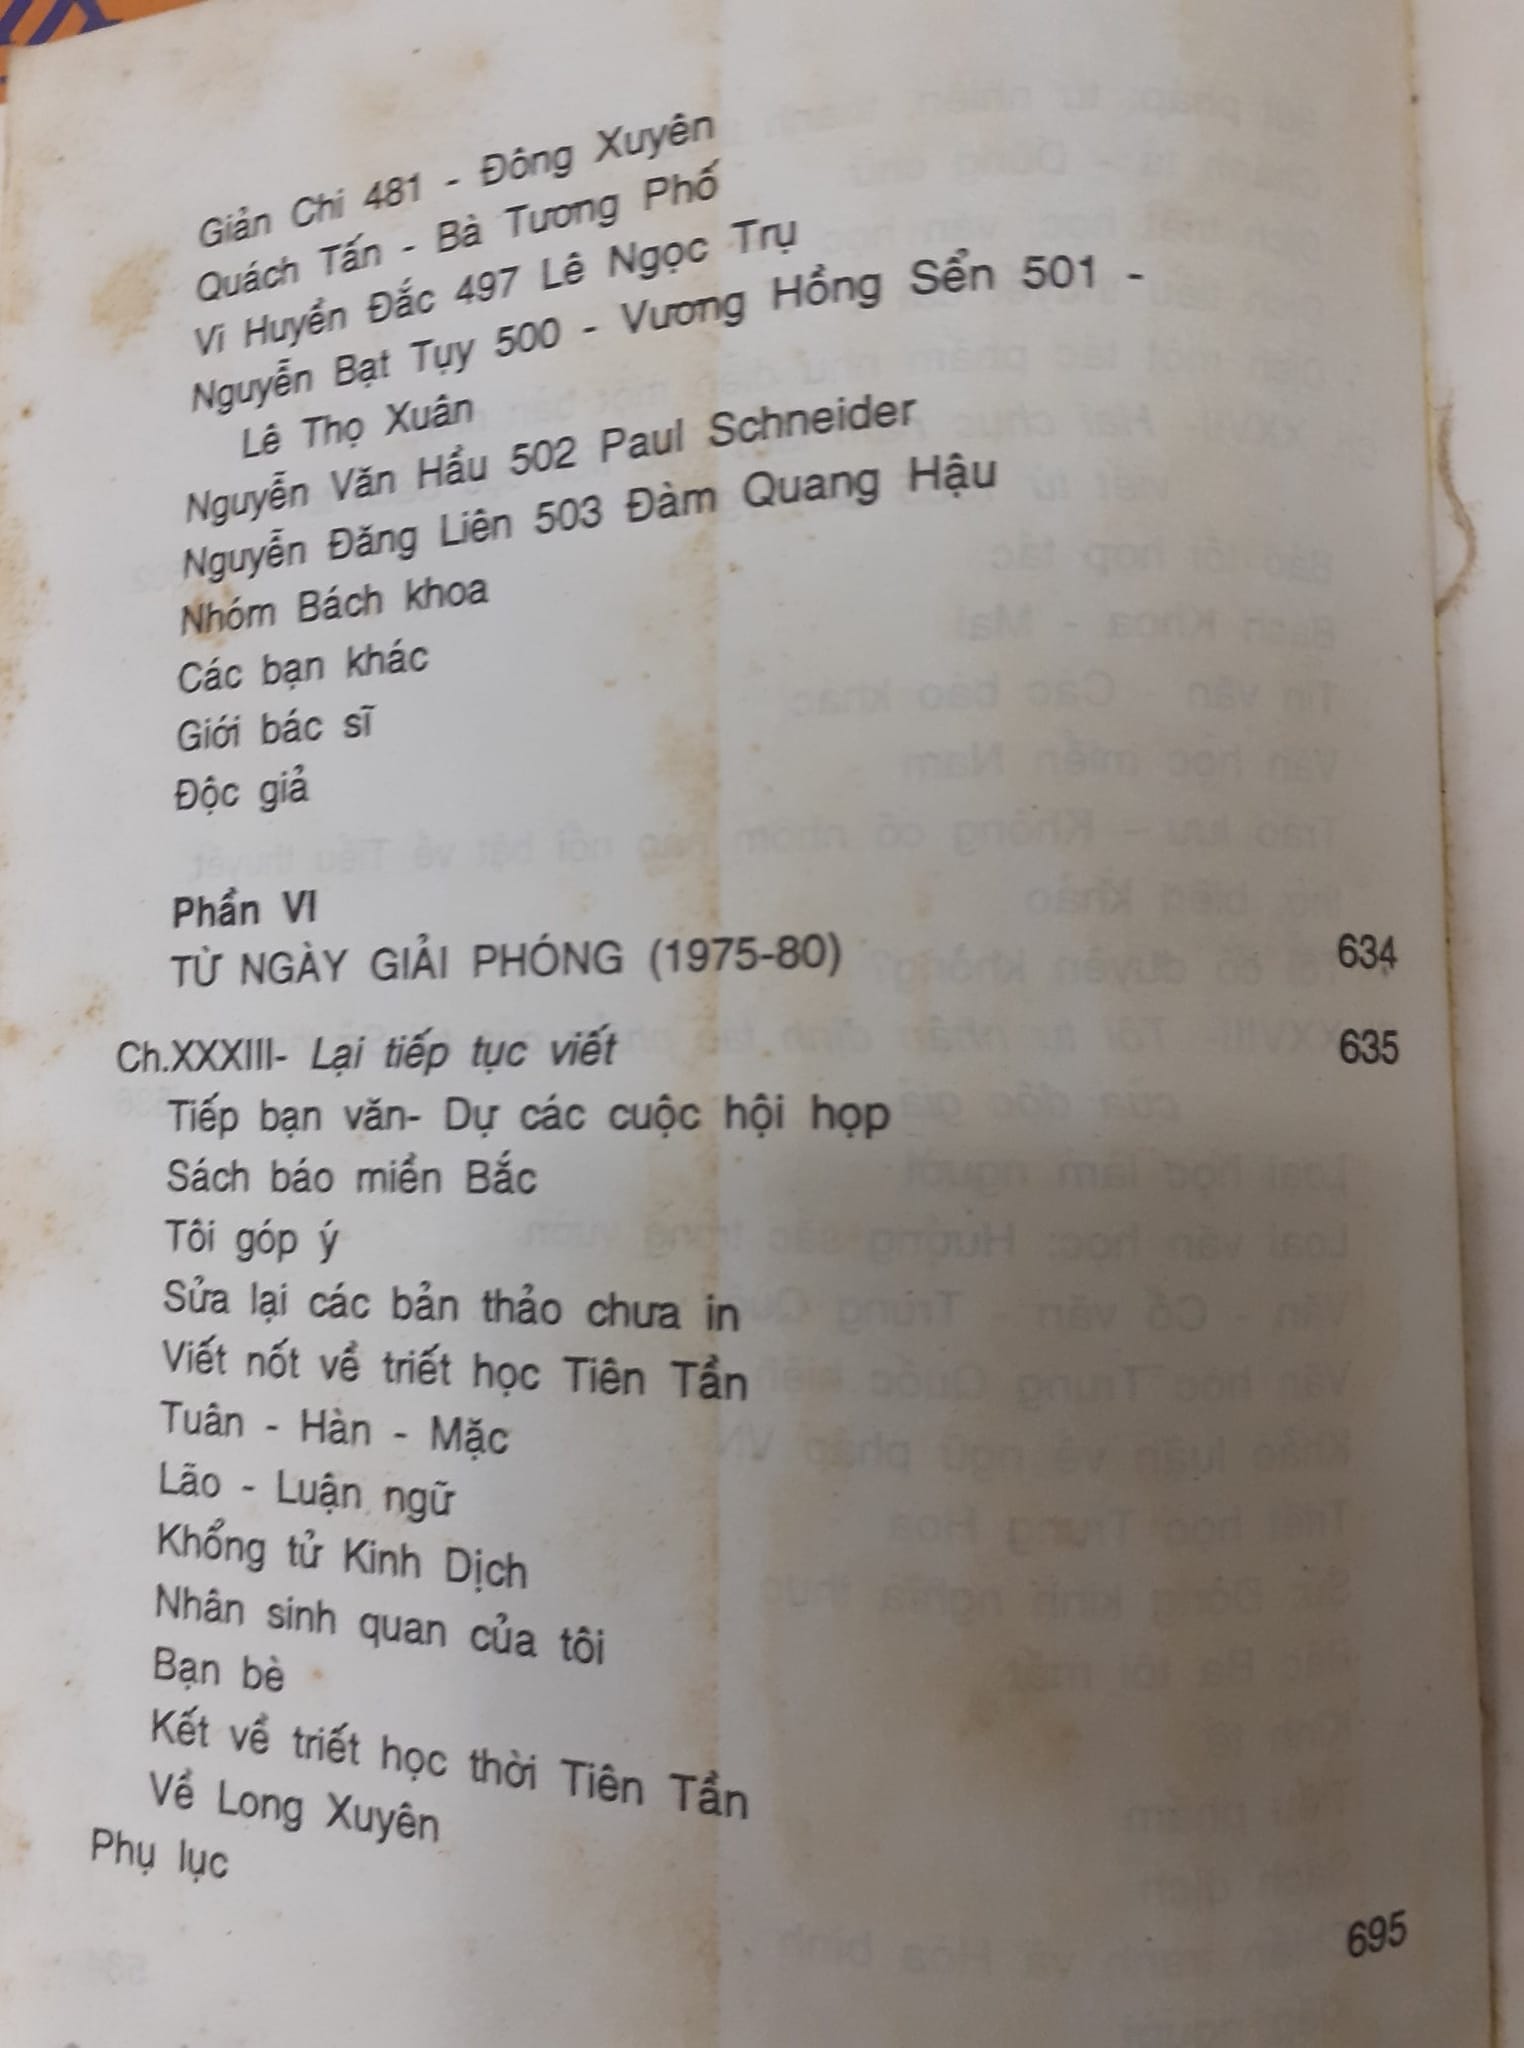 Giản Chi 481 - Đông Xuyên
Quách Tấn - Bà Tương Phố
Vi Huyền Đắc 497 Lê Ngọc Trụ
Nguyễn Bạt Tụy 500 - Vương Hồng Sển 501 -
Lê Thọ Xuân
Nguyễn Văn Hầu 502 Paul Schneider
Nguyễn Đăng Liên 503 Đàm Quang Hậu
Nhóm Bách khoa
Các bạn khác
Giới bác sĩ
Độc giả
Phần VI
TỪ NGÀY GIẢI PHÓNG (1975-80) 634
Ch.XXXIII- Lại tiếp tục viết 635
Tiếp bạn văn- Dự các cuộc hội họp
Sách báo miền Bắc
Tôi góp ý
Sửa lại các bản thảo chưa in
Viết nốt về triết học Tiên Tần
Tuân - Hàn - Mặc
Lão - Luận ngữ
Khổng tử Kinh Dịch
Nhân sinh quan của tôi
Bạn bè
Kết về triết học thời Tiên Tần
Về Long Xuyên
Phụ lục 695